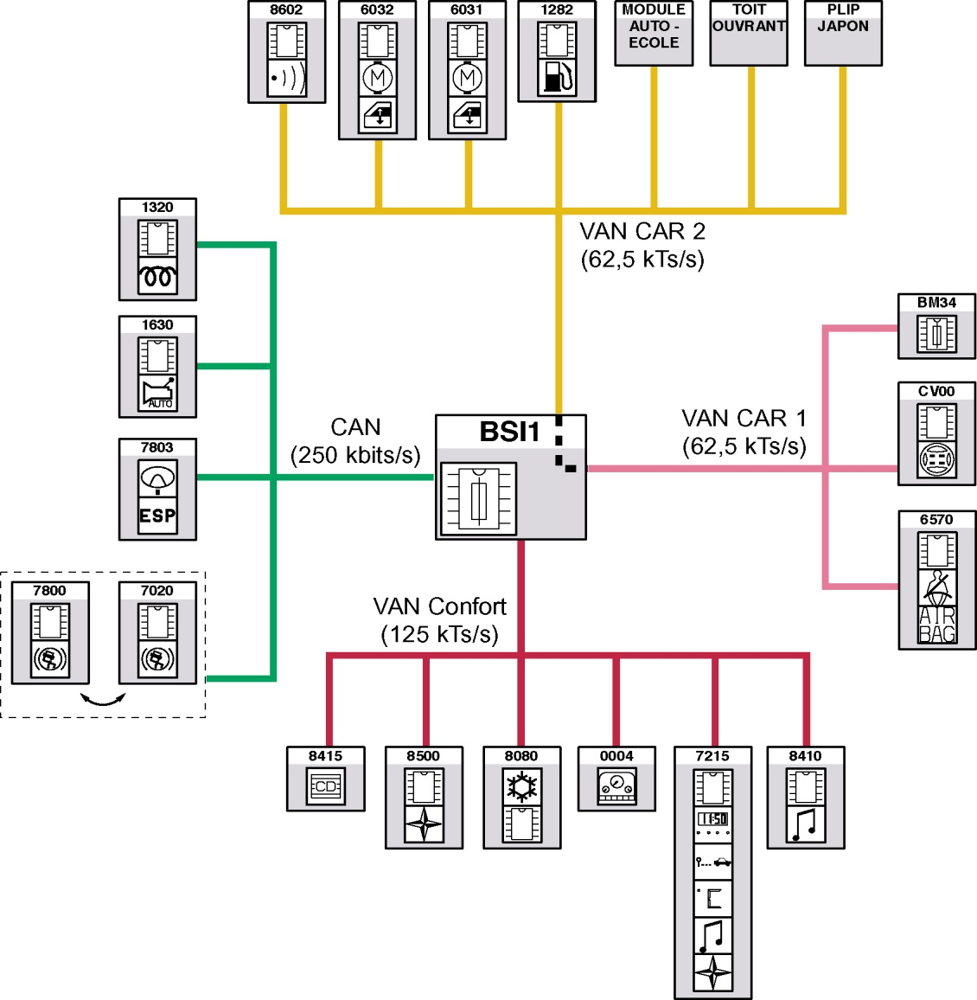 8602
6032
6031
1282
MODULE
AUTO -
ECOLE
TOIT
OUVRANT
PLIP
JAPON
M
M
VAN CAR 2
(62,5 kTs/s)
1320
1630
AUTO
7803
ESP
7800
7020
CAN
(250 kbits/s)
BSI1
VAN CAR 1
(62,5 kTs/s)
BM34
CV00
6570
AIR
BAG
VAN Confort
(125 kTs/s)
8415
CD
8500
8080
0004
7215
11:50
°C
8410